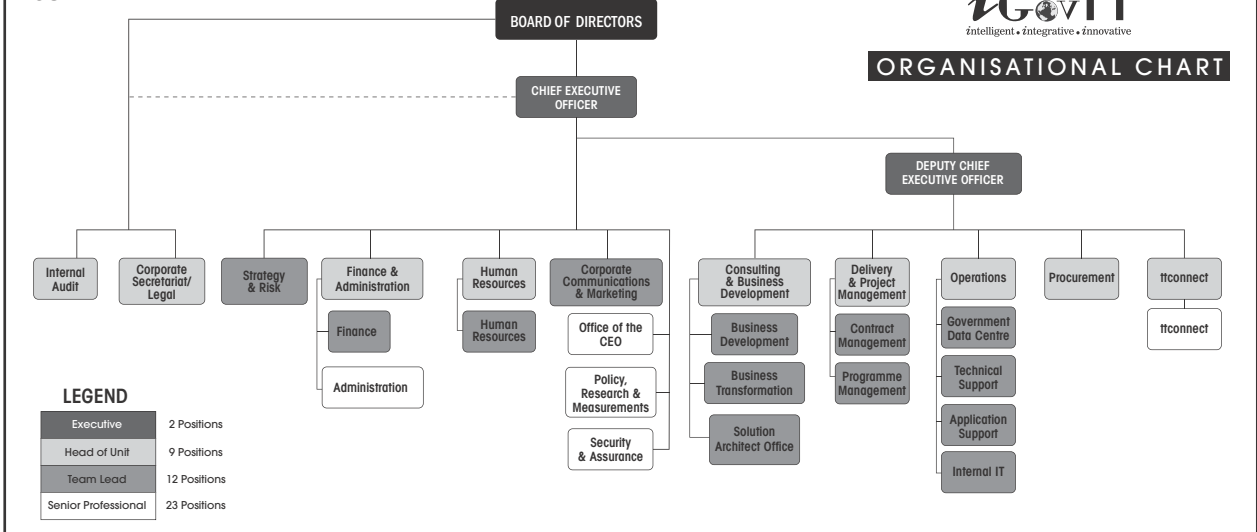 BOARD OF DIRECTORS
iGovTT
intelligent • integrative • innovative
ORGANISATIONAL CHART
CHIEF EXECUTIVE
OFFICER
DEPUTY CHIEF
EXECUTIVE OFFICER
Internal
Audit
Corporate
Secretariat/
Legal
Strategy
& Risk
Finance &
Administration
Finance
Administration
Human
Resources
Human
Resources
Corporate
Communications
& Marketing
Office of the
CEO
Policy,
Research &
Measurements
Security
& Assurance
Consulting
& Business
Development
Business
Development
Business
Transformation
Solution
Architect Office
Delivery
& Project
Management
Contract
Management
Programme
Management
Operations
Government
Data Centre
Technical
Support
Application
Support
Internal IT
Procurement
ttconnect
ttconnect
LEGEND
Executive 2 Positions
Head of Unit 9 Positions
Team Lead 12 Positions
Senior Professional 23 Positions